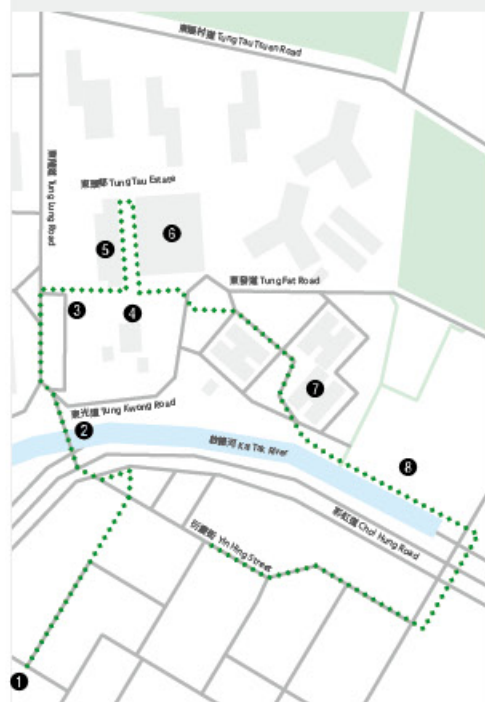 東頭村道 Tung Tau Tsuen Road
東隆道 Tung Lung Road
東頭邨 Tung Tau Estate
5
6
東發道 Tung Fat Road
3
4
7
東光道 Tung Kwong Road
2
啟德河 Kai Tak River
8
彩虹道 Choi Hung Road
衍慶街 Yin Hing Street
1